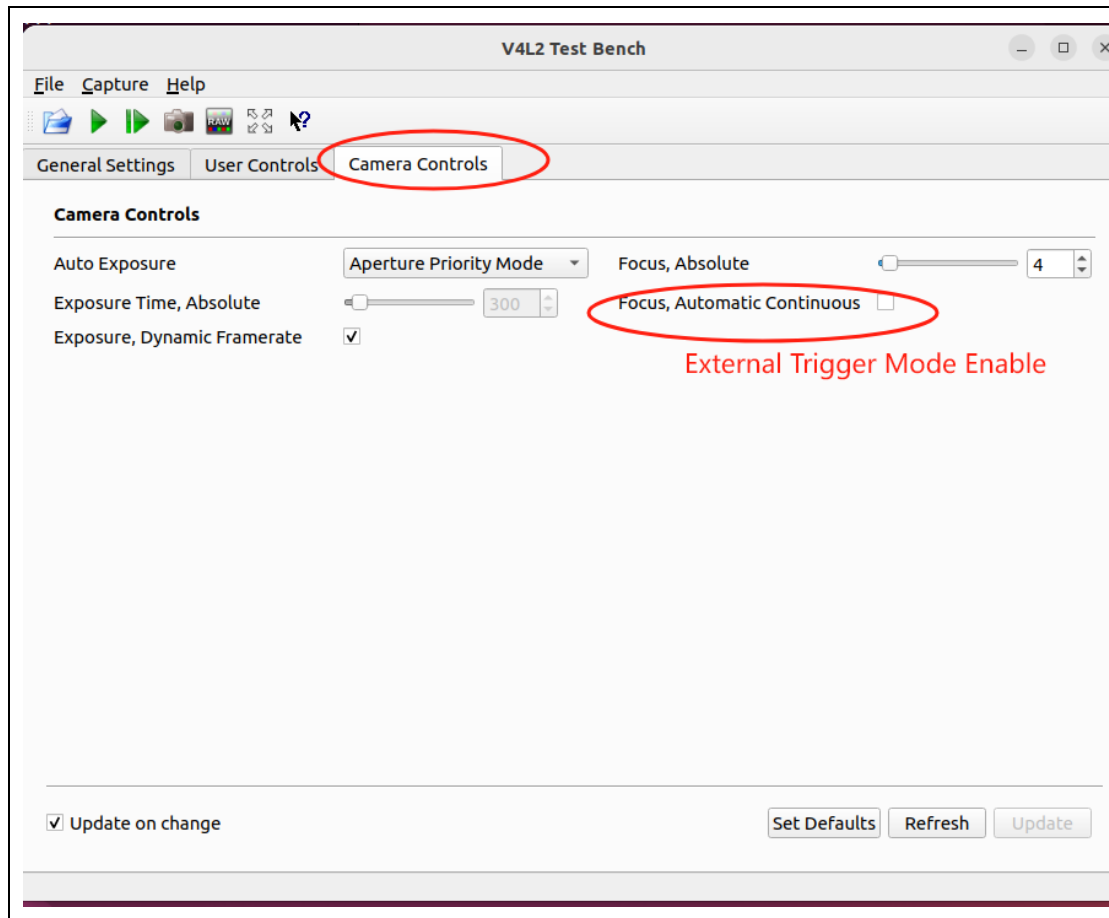 V4L2 Test Bench
File Capture Help
RAW
General Settings User Controls Camera Controls
Camera Controls
Auto Exposure Aperture Priority Mode Focus, Absolute 4
Exposure Time, Absolute 300 Focus, Automatic Continuous
Exposure, Dynamic Framerate
External Trigger Mode Enable
Update on change Set Defaults Refresh Update